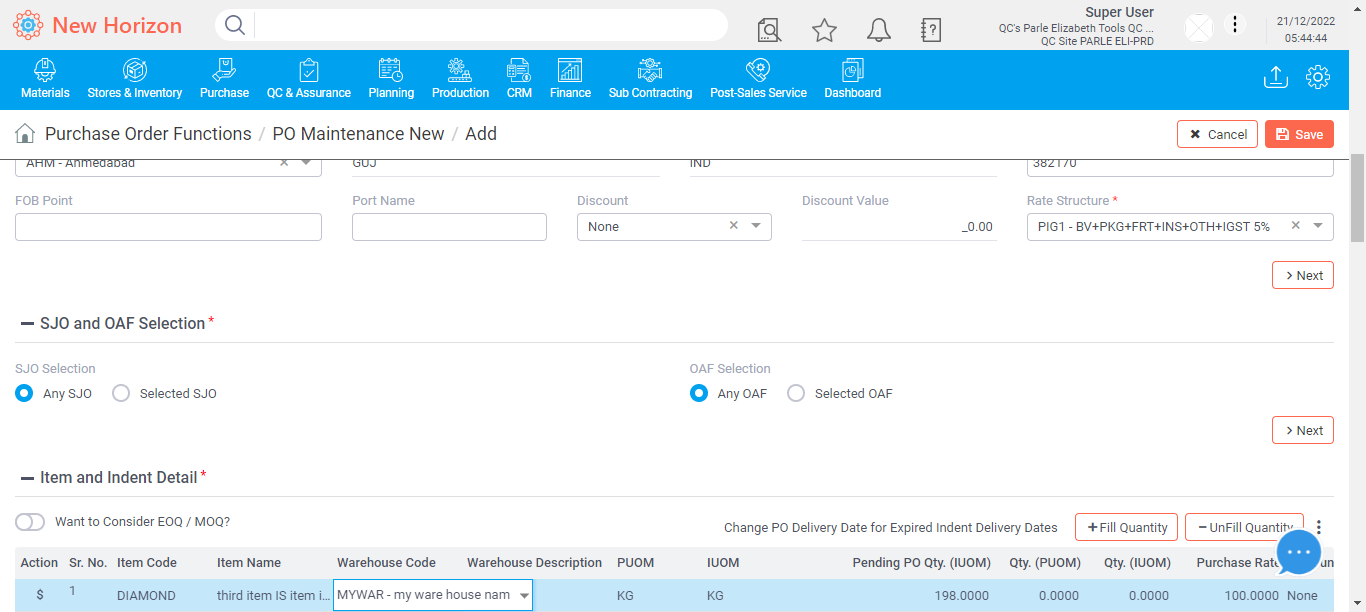 New Horizon
Super User
QC's Parle Elizabeth Tools QC ...
QC Site PARLE ELI-PRD
21/12/2022
05:44:44
Materials Stores & Inventory Purchase QC & Assurance Planning Production CRM Finance Sub Contracting Post-Sales Service Dashboard
Purchase Order Functions / PO Maintenance New / Add
Cancel Save
AHM - Ahmedabad GUJ IND 382170
FOB Point Port Name Discount Discount Value Rate Structure *
None _0.00 PIG1 - BV+PKG+FRT+INS+OTH+IGST 5%
Next
SJO and OAF Selection *
SJO Selection OAF Selection
Any SJO Selected SJO Any OAF Selected OAF
Next
Item and Indent Detail *
Want to Consider EOQ / MOQ?
Change PO Delivery Date for Expired Indent Delivery Dates Fill Quantity UnFill Quantity
Action Sr. No. Item Code Item Name Warehouse Code Warehouse Description PUOM IUOM Pending PO Qty. (IUOM) Qty. (PUOM) Qty. (IUOM) Purchase Rate
$ 1 DIAMOND third item IS item i... MYWAR - my ware house nam KG KG 198.0000 0.0000 0.0000 100.0000 None